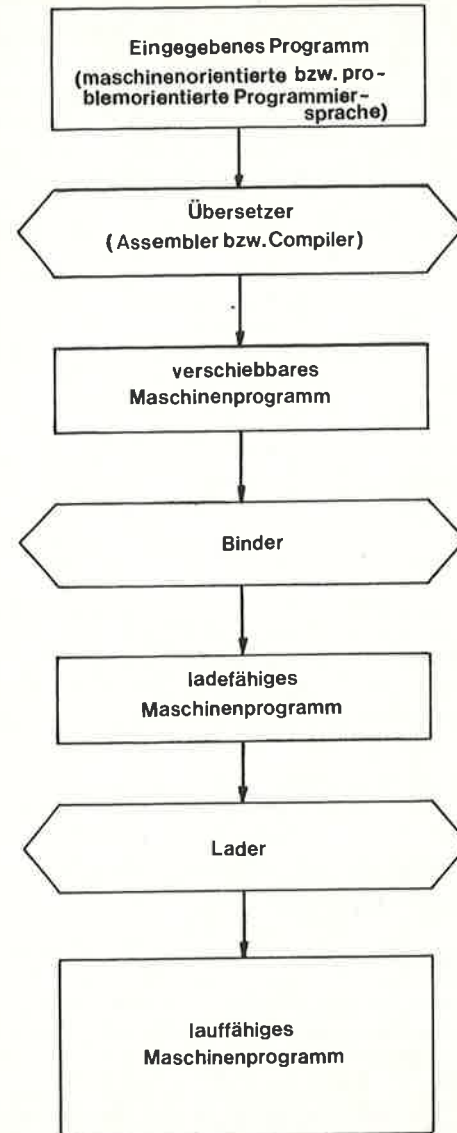 Eingegebenes Programm
(maschinenorientierte bzw. pro-
blemorientierte Programmier-
sprache)
Übersetzer
(Assembler bzw. Compiler)
verschiebbares
Maschinenprogramm
Binder
ladefähiges
Maschinenprogramm
Lader
lauffähiges
Maschinenprogramm